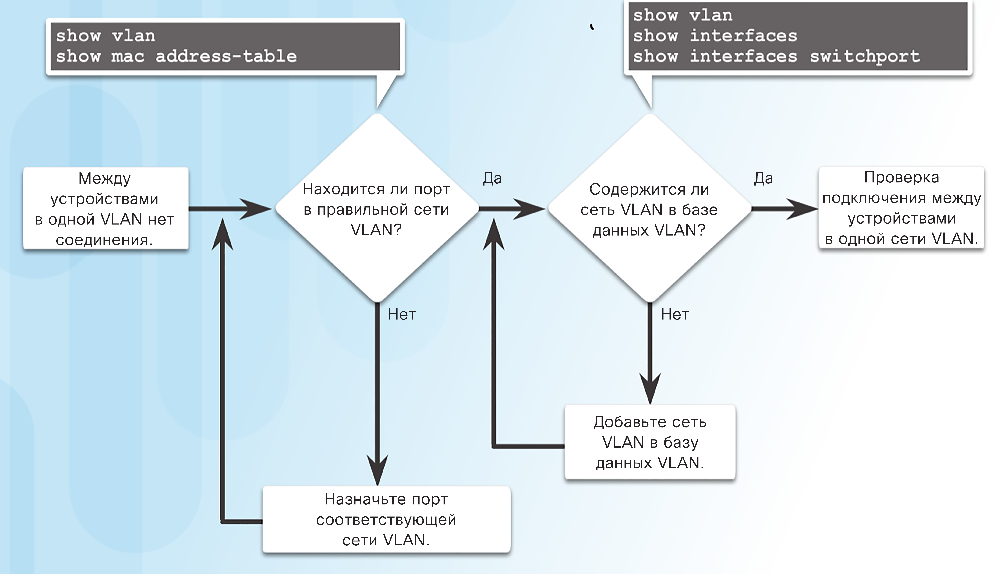 show vlan
show mac address-table
show vlan
show interfaces
show interfaces switchport
Между
устройствами
в одной VLAN нет
соединения.
Находится ли порт
в правильной сети
VLAN?
Да
Содержится ли
сеть VLAN в базе
данных VLAN?
Да
Проверка
подключения между
устройствами
в одной сети VLAN.
Нет
Нет
Добавьте сеть
VLAN в базу
данных VLAN.
Назначьте порт
соответствующей
сети VLAN.